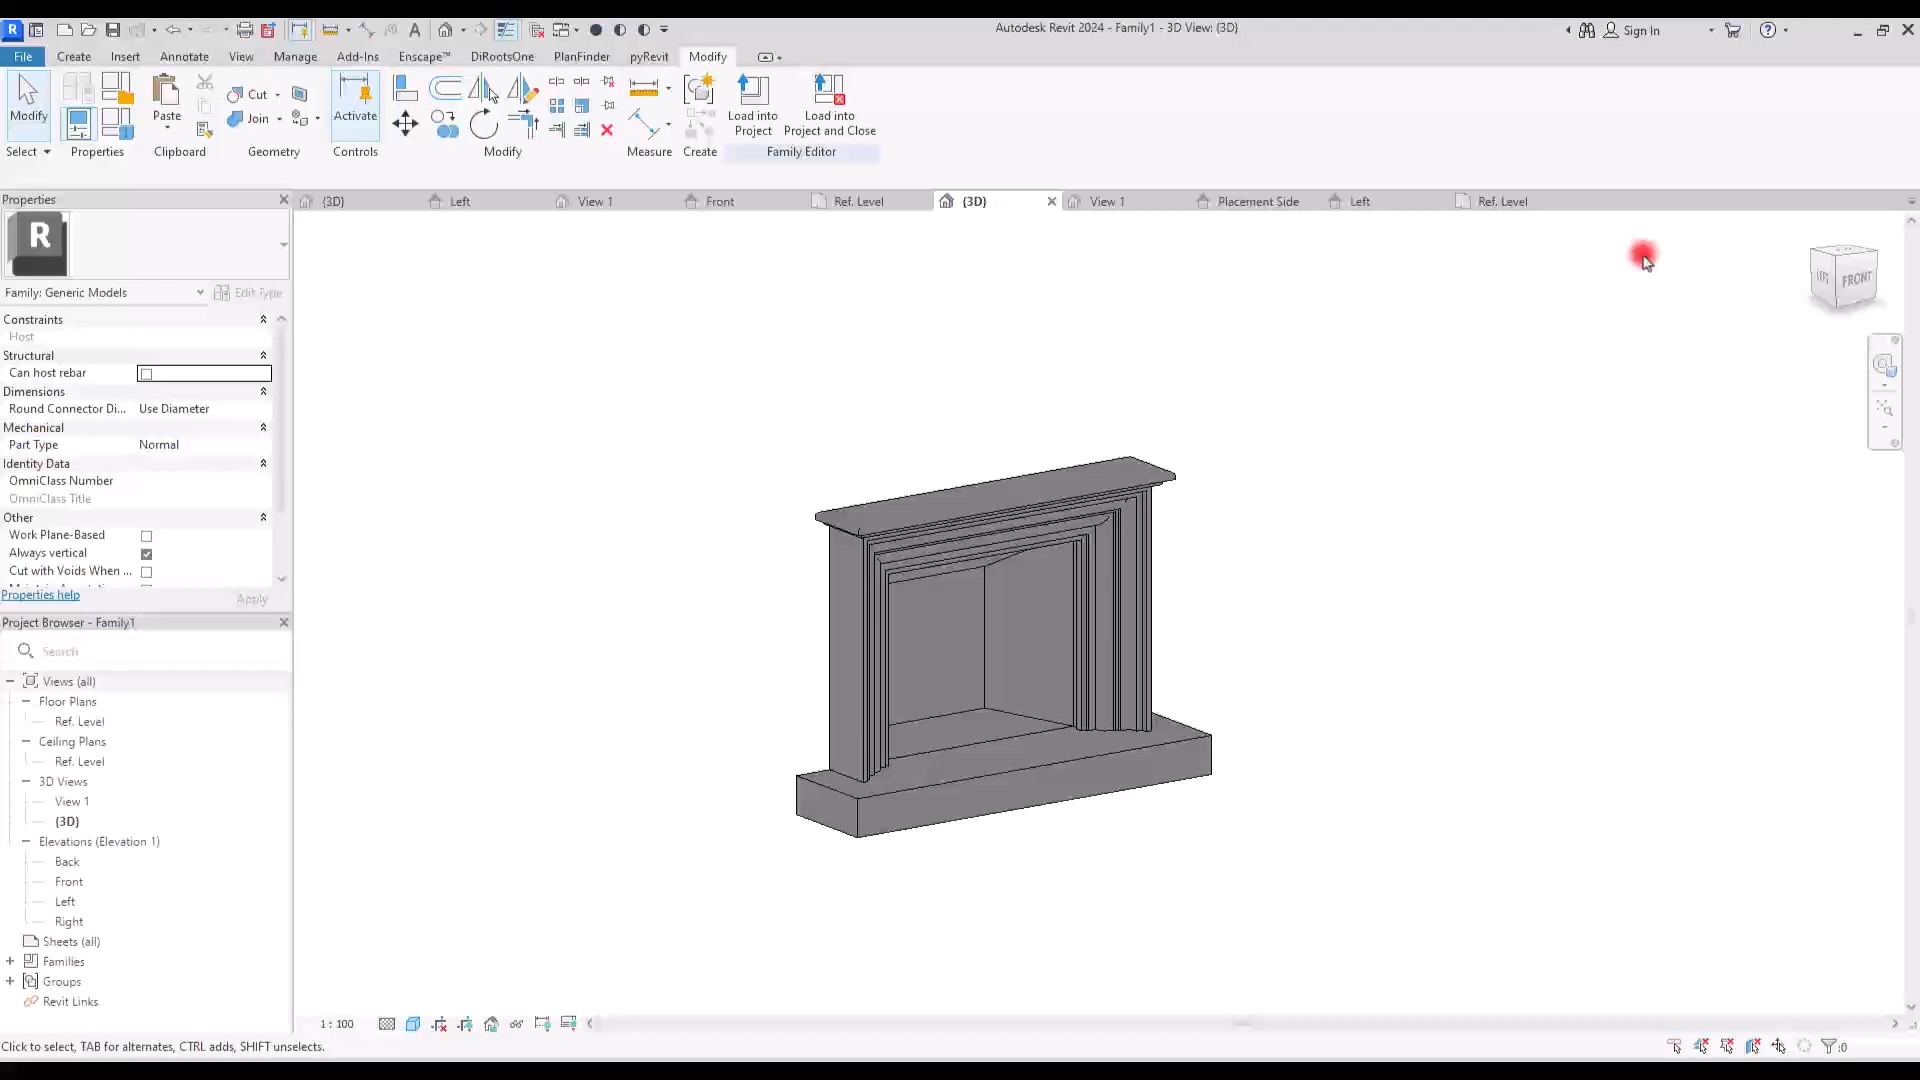 Autodesk Revit 2024 - Family1 - 3D View: {3D}
Sign In
File Create Insert Annotate View Manage Add-Ins Enscape™ DiRootsOne PlanFinder pyRevit Modify
Modify
Paste
Cut
Join
Activate
Load into Project
Load into Project and Close
Select Properties Clipboard Geometry Controls Modify Measure Create Family Editor
Properties
{3D} Left View 1 Front Ref. Level {3D} View 1 Placement Side Left Ref. Level
R
Family: Generic Models Edit Type
Constraints
Host
Structural
Can host rebar
Dimensions
Round Connector Di... Use Diameter
Mechanical
Part Type Normal
Identity Data
OmniClass Number
OmniClass Title
Other
Work Plane-Based
Always vertical
Cut with Voids When ...
Properties help Apply
Project Browser - Family1
Search
Views (all)
Floor Plans
Ref. Level
Ceiling Plans
Ref. Level
3D Views
View 1
{3D}
Elevations (Elevation 1)
Back
Front
Left
Right
Sheets (all)
Families
Groups
Revit Links
FRONT
1 : 100
Click to select, TAB for alternates, CTRL adds, SHIFT unselects.
:0